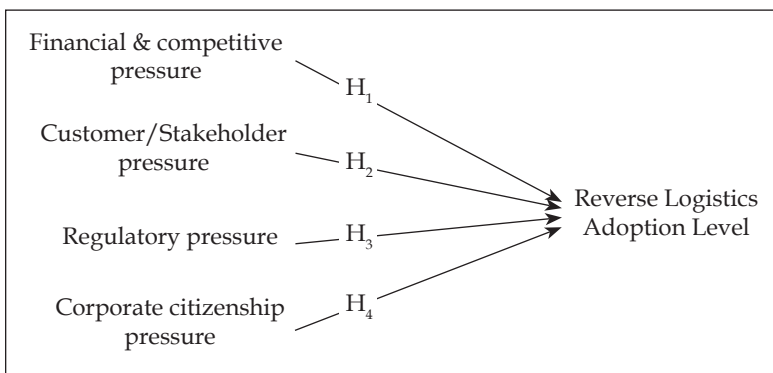 Financial & competitive
pressure
H1
Customer/Stakeholder
pressure
H2
Reverse Logistics
Adoption Level
Regulatory pressure
H3
Corporate citizenship
pressure
H4